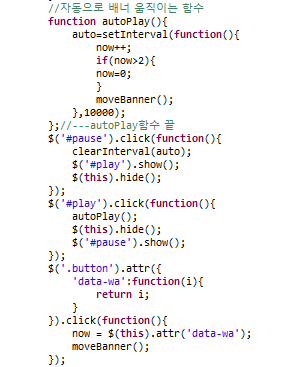 //자동으로 배너 움직이는 함수
function autoPlay(){
auto=setInterval(function(){
now++;
if(now>2){
now=0;
}
moveBanner();
},10000);
};//---autoPlay함수 끝
$('#pause').click(function(){
clearInterval(auto);
$('#play').show();
$(this).hide();
});
$('#play').click(function(){
autoPlay();
$(this).hide();
$('#pause').show();
});
$('.button').attr({
'data-wa':function(i){
return i;
}
}).click(function(){
now = $(this).attr('data-wa');
moveBanner();
});